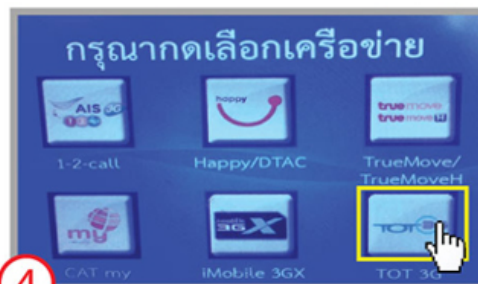 กรุณากดเลือกเครือข่าย
AIS 3G
happy
truemove
truemove H
1-2-call
Happy/DTAC
TrueMove/
TrueMoveH
my
3GX
TOT
CAT my
iMobile 3GX
TOT 3G
4